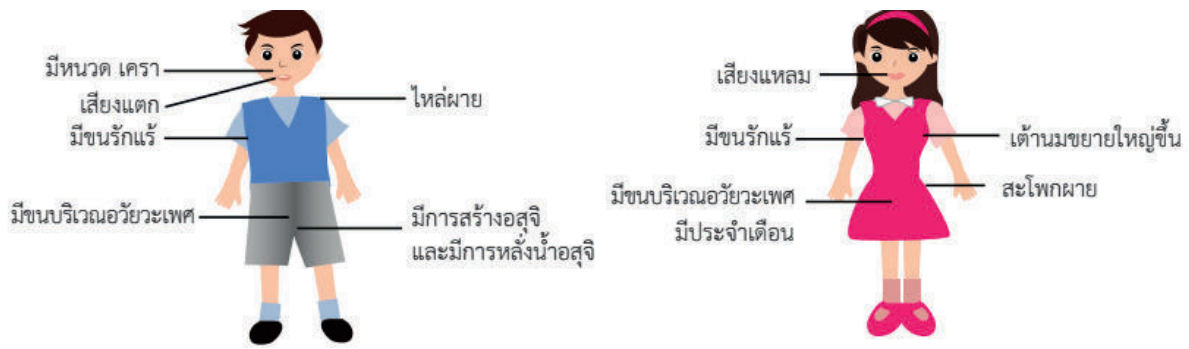 มีหนวด เครา
เสียงแตก
มีขนรักแร้
มีขนบริเวณอวัยวะเพศ
ไหล่ผาย
มีการสร้างอสุจิ
และมีการหลั่งน้ำอสุจิ
เสียงแหลม
มีขนรักแร้
มีขนบริเวณอวัยวะเพศ
มีประจำเดือน
เต้านมขยายใหญ่ขึ้น
สะโพกผาย